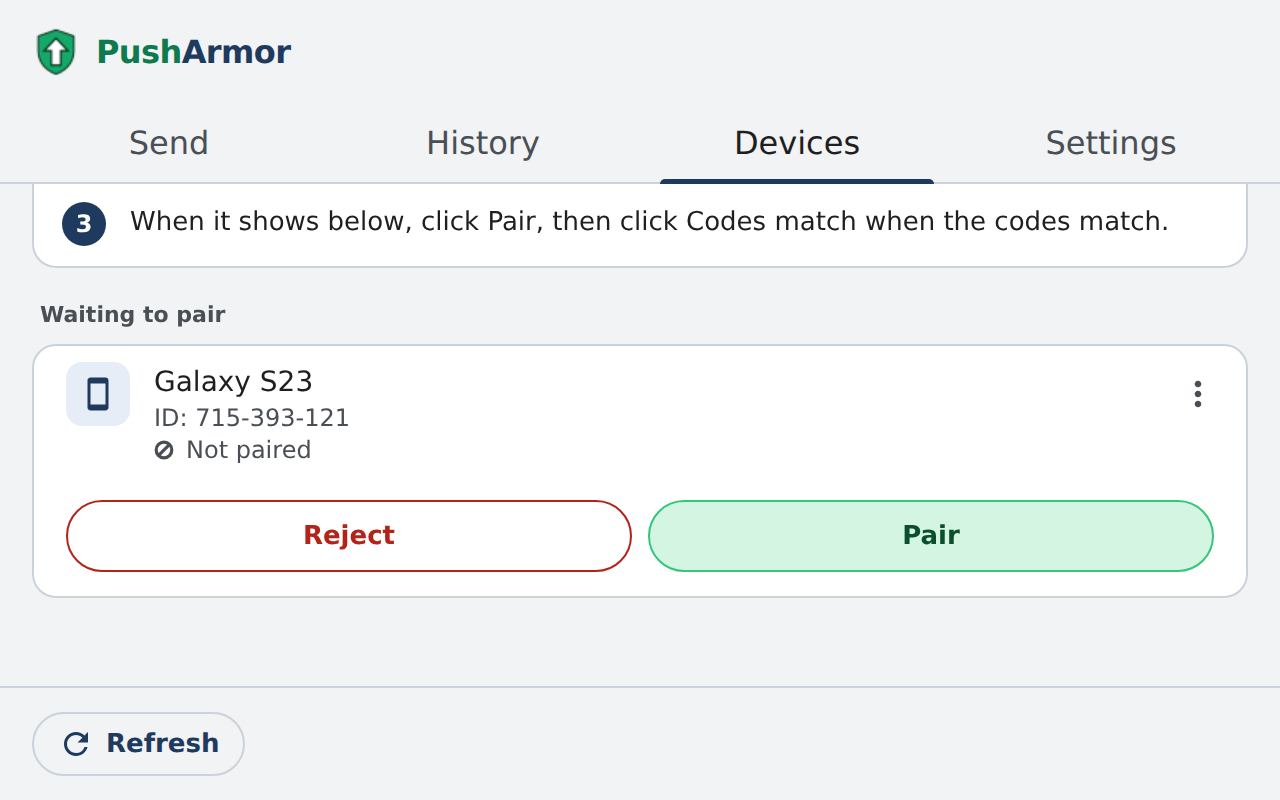 PushArmor
Send
History
Devices
Settings
3
When it shows below, click Pair, then click Codes match when the codes match.
Waiting to pair
Galaxy S23
ID: 715-393-121
Not paired
Reject
Pair
Refresh